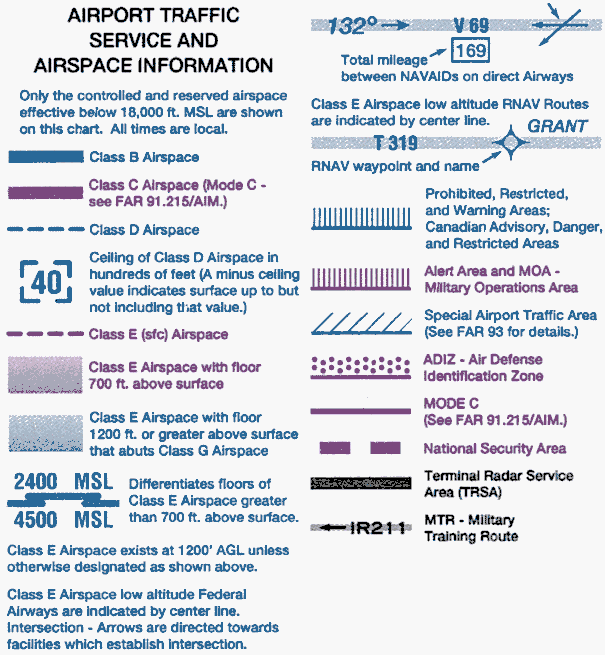 AIRPORT TRAFFIC
SERVICE AND
AIRSPACE INFORMATION
Only the controlled and reserved airspace
effective below 18,000 ft. MSL are shown
on this chart. All times are local.
Class B Airspace
Class C Airspace (Mode C -
see FAR 91.215/AIM.)
Class D Airspace
40
Ceiling of Class D Airspace in
hundreds of feet (A minus ceiling
value indicates surface up to but
not including that value.)
Class E (sfc) Airspace
Class E Airspace with floor
700 ft. above surface
Class E Airspace with floor
1200 ft. or greater above surface
that abuts Class G Airspace
2400 MSL
4500 MSL
Differentiates floors of
Class E Airspace greater
than 700 ft. above surface.
Class E Airspace exists at 1200' AGL unless
otherwise designated as shown above.
Class E Airspace low altitude Federal
Airways are indicated by center line.
Intersection - Arrows are directed towards
facilities which establish intersection.
132° V 69
169
Total mileage
between NAVAIDs on direct Airways
Class E Airspace low altitude RNAV Routes
are indicated by center line.
GRANT
T 319
RNAV waypoint and name
Prohibited, Restricted,
and Warning Areas;
Canadian Advisory, Danger,
and Restricted Areas
Alert Area and MOA -
Military Operations Area
Special Airport Traffic Area
(See FAR 93 for details.)
ADIZ - Air Defense
Identification Zone
MODE C
(See FAR 91.215/AIM.)
National Security Area
Terminal Radar Service
Area (TRSA)
IR211
MTR - Military
Training Route